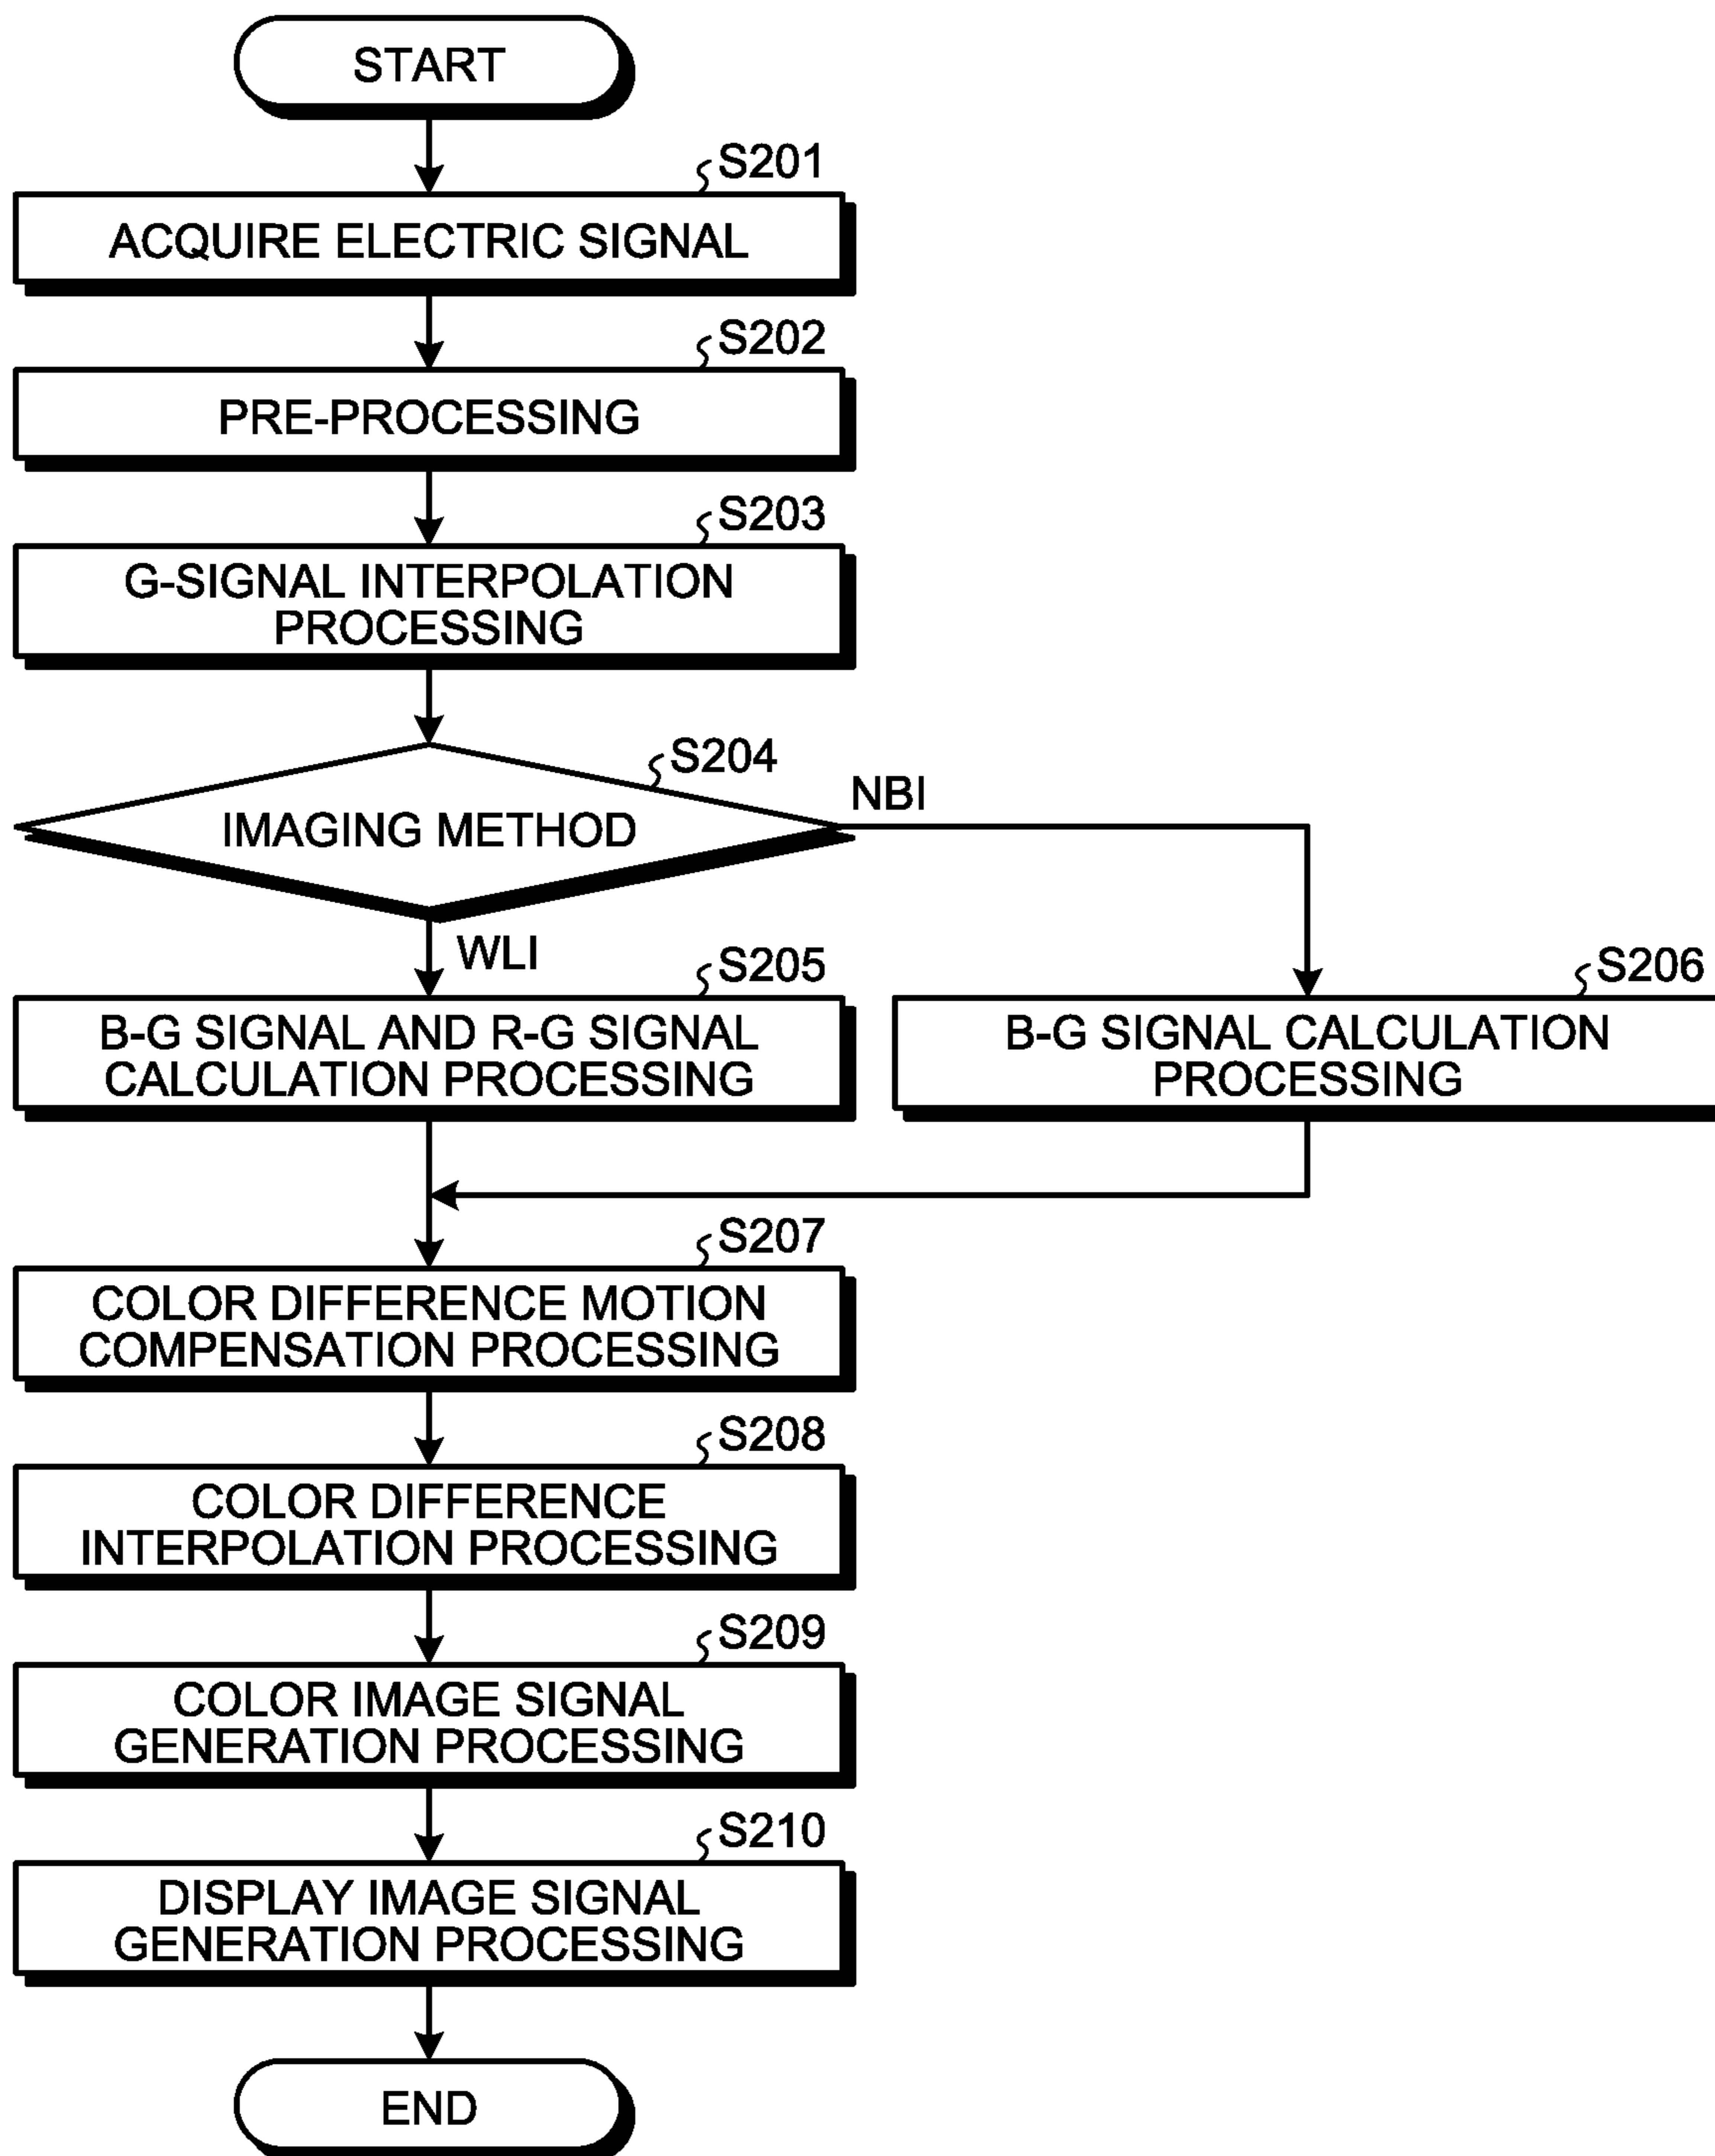 START
S201
ACQUIRE ELECTRIC SIGNAL
S202
PRE-PROCESSING
S203
G-SIGNAL INTERPOLATION
PROCESSING
S204
IMAGING METHOD
NBI
WLI
S205
B-G SIGNAL AND R-G SIGNAL
CALCULATION PROCESSING
S206
B-G SIGNAL CALCULATION
PROCESSING
S207
COLOR DIFFERENCE MOTION
COMPENSATION PROCESSING
S208
COLOR DIFFERENCE
INTERPOLATION PROCESSING
S209
COLOR IMAGE SIGNAL
GENERATION PROCESSING
S210
DISPLAY IMAGE SIGNAL
GENERATION PROCESSING
END